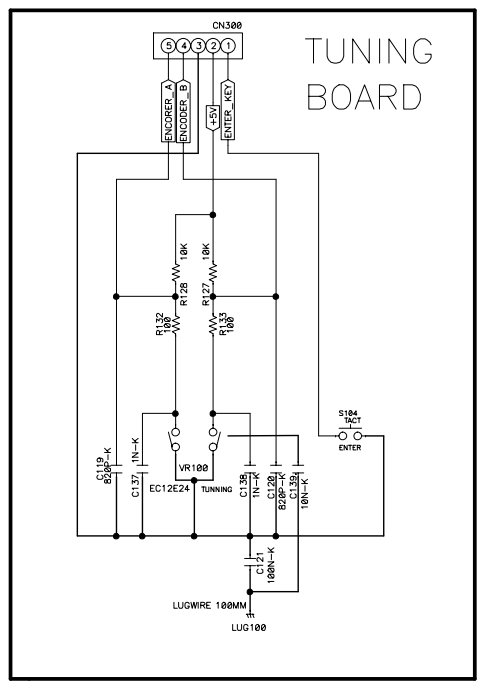 CN300
5 4 3 2 1
TUNING
BOARD
ENCORER_A
ENCODER_B
+5V
ENTER_KEY
10K
R128
10K
R127
R132
100
R133
100
S104
TACT
ENTER
C119
820P-K
C137
1N-K
VR100
EC12E24
TUNNING
C138
1N-K
C120
820P-K
C139
10N-K
C121
100N-K
LUGWIRE 100MM
LUG100